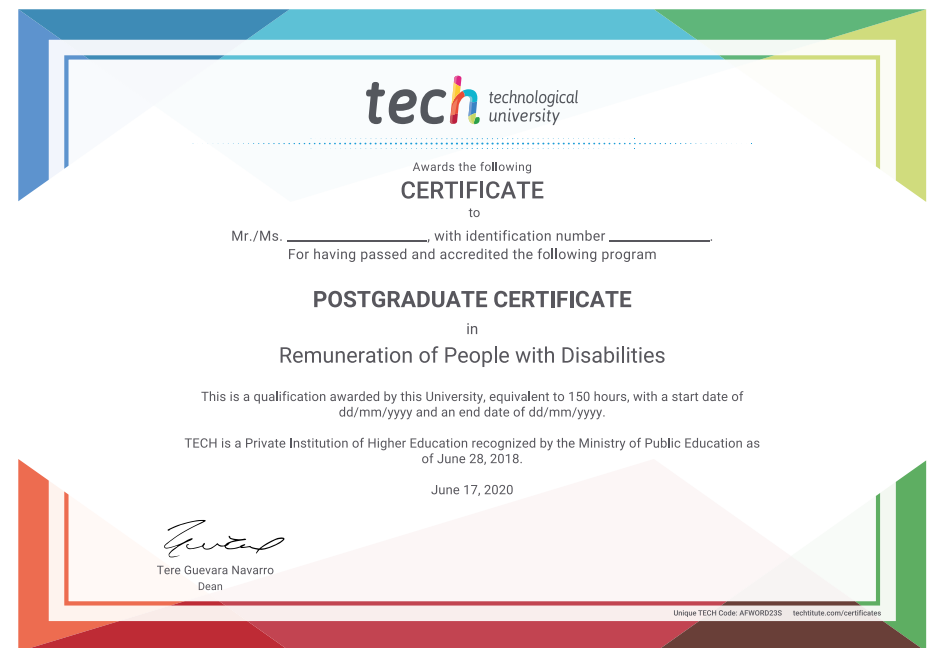 tech technological
university
Awards the following
CERTIFICATE
to
Mr./Ms. ____________________, with identification number ______________.
For having passed and accredited the following program
POSTGRADUATE CERTIFICATE
in
Remuneration of People with Disabilities
This is a qualification awarded by this University, equivalent to 150 hours, with a start date of
dd/mm/yyyy and an end date of dd/mm/yyyy.
TECH is a Private Institution of Higher Education recognized by the Ministry of Public Education as
of June 28, 2018.
June 17, 2020
Tere Guevara Navarro
Dean
Unique TECH Code: AFWORD23S techtitute.com/certificates